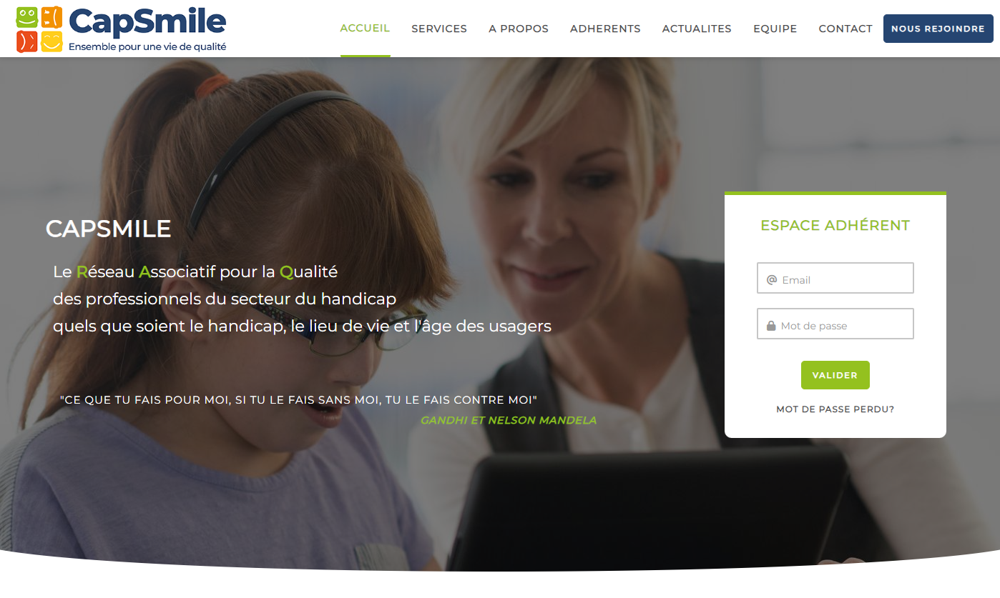 CapSmile
Ensemble pour une vie de qualité
ACCUEIL
SERVICES
A PROPOS
ADHERENTS
ACTUALITES
EQUIPE
CONTACT
NOUS REJOINDRE
CAPSMILE
Le Réseau Associatif pour la Qualité
des professionnels du secteur du handicap
quels que soient le handicap, le lieu de vie et l'âge des usagers
"CE QUE TU FAIS POUR MOI, SI TU LE FAIS SANS MOI, TU LE FAIS CONTRE MOI"
GANDHI ET NELSON MANDELA
ESPACE ADHÉRENT
@ Email
Mot de passe
VALIDER
MOT DE PASSE PERDU?